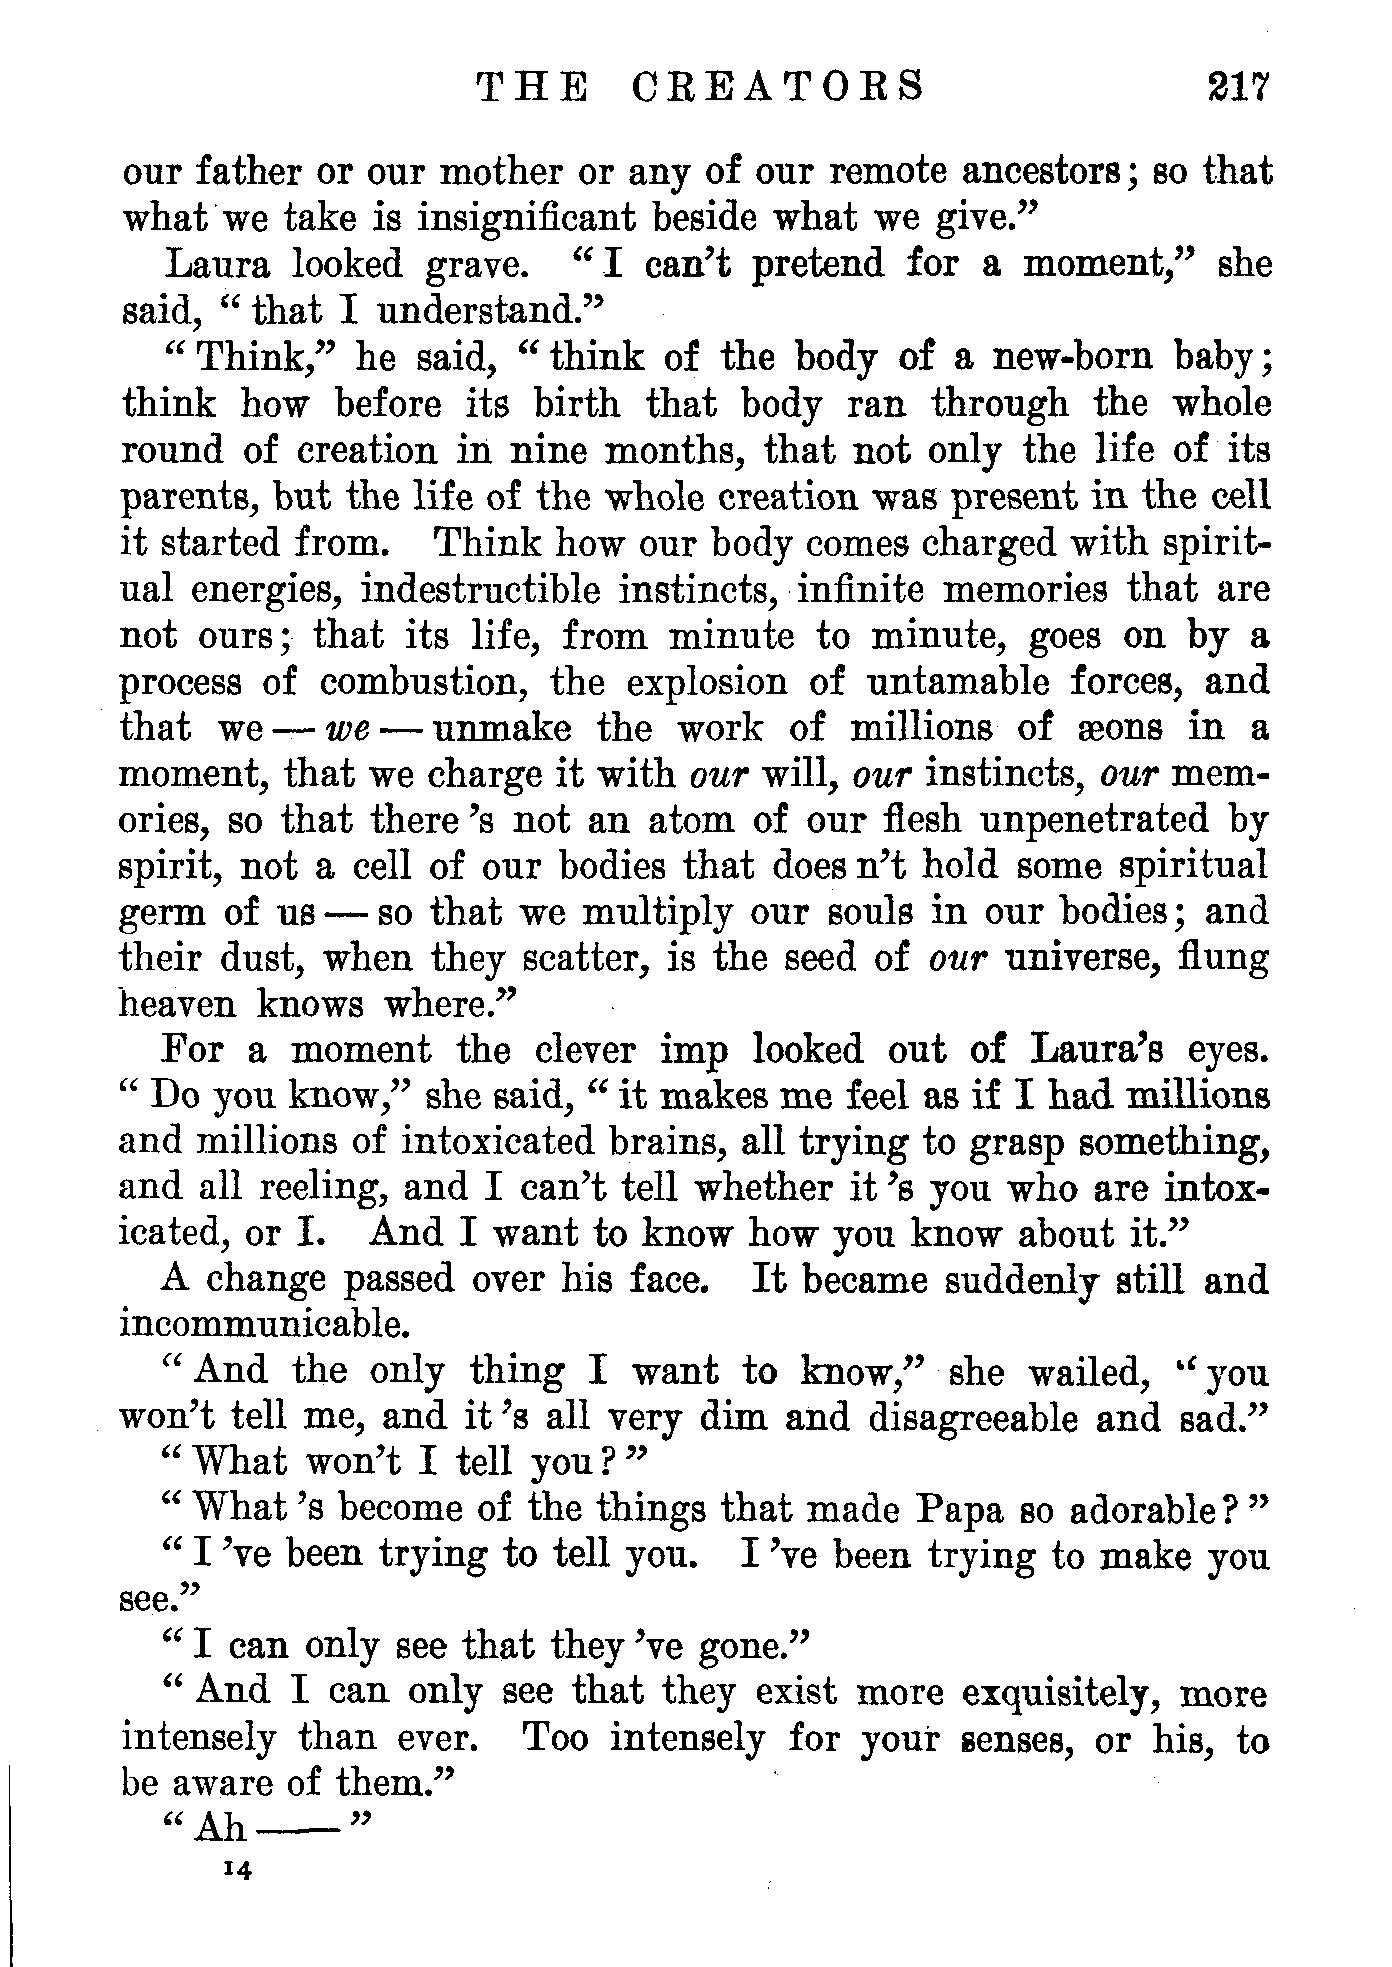 THE CREATORS 217
our father or our mother or any of our remote ancestors; so that
what we take is insignificant beside what we give.”
Laura looked grave. “ I can’t pretend for a moment,” she
said, “ that I understand.”
“ Think,” he said, “ think of the body of a new-born baby;
think how before its birth that body ran through the whole
round of creation in nine months, that not only the life of its
parents, but the life of the whole creation was present in the cell
it started from. Think how our body comes charged with spirit-
ual energies, indestructible instincts, infinite memories that are
not ours; that its life, from minute to minute, goes on by a
process of combustion, the explosion of untamable forces, and
that we — we — unmake the work of millions of æons in a
moment, that we charge it with our will, our instincts, our mem-
ories, so that there ’s not an atom of our flesh unpenetrated by
spirit, not a cell of our bodies that does n’t hold some spiritual
germ of us — so that we multiply our souls in our bodies; and
their dust, when they scatter, is the seed of our universe, flung
heaven knows where.”
For a moment the clever imp looked out of Laura’s eyes.
“ Do you know,” she said, “ it makes me feel as if I had millions
and millions of intoxicated brains, all trying to grasp something,
and all reeling, and I can’t tell whether it ’s you who are intox-
icated, or I. And I want to know how you know about it.”
A change passed over his face. It became suddenly still and
incommunicable.
“ And the only thing I want to know,” she wailed, “ you
won’t tell me, and it ’s all very dim and disagreeable and sad.”
“ What won’t I tell you? ”
“ What ’s become of the things that made Papa so adorable? ”
“ I ’ve been trying to tell you. I ’ve been trying to make you
see.”
“ I can only see that they ’ve gone.”
“ And I can only see that they exist more exquisitely, more
intensely than ever. Too intensely for your senses, or his, to
be aware of them.”
“ Ah —— ”
14